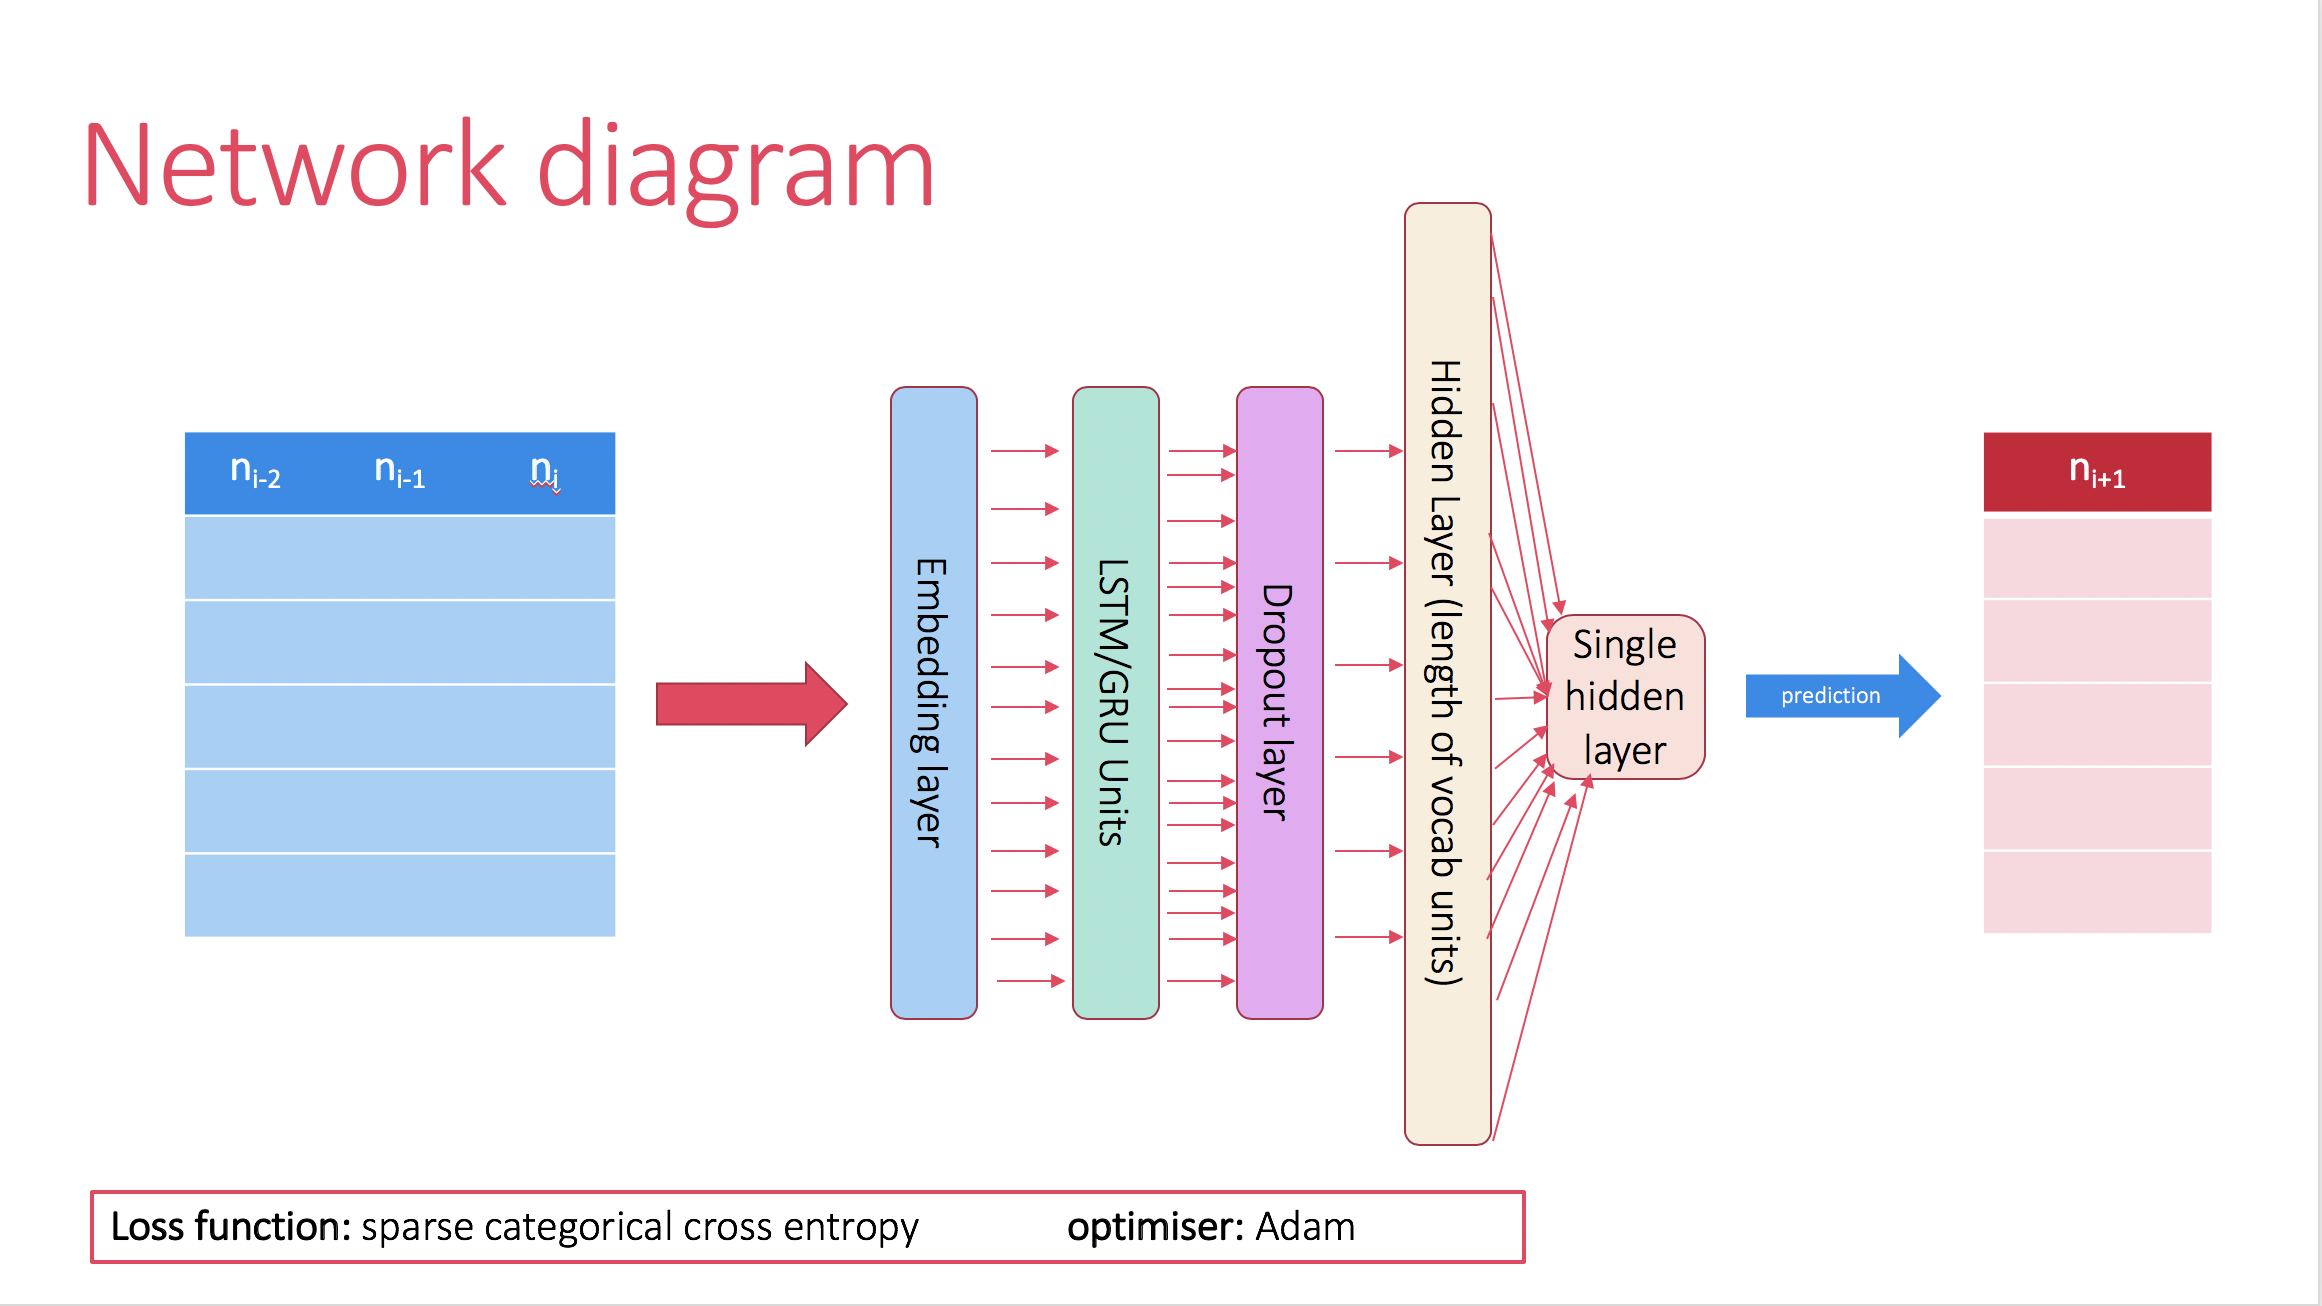 Network diagram
n_{i-2} n_{i-1} n_i
Embedding layer
LSTM/GRU Units
Dropout layer
Hidden Layer (length of vocab units)
Single
hidden
layer
prediction
n_{i+1}
Loss function: sparse categorical cross entropy optimiser: Adam